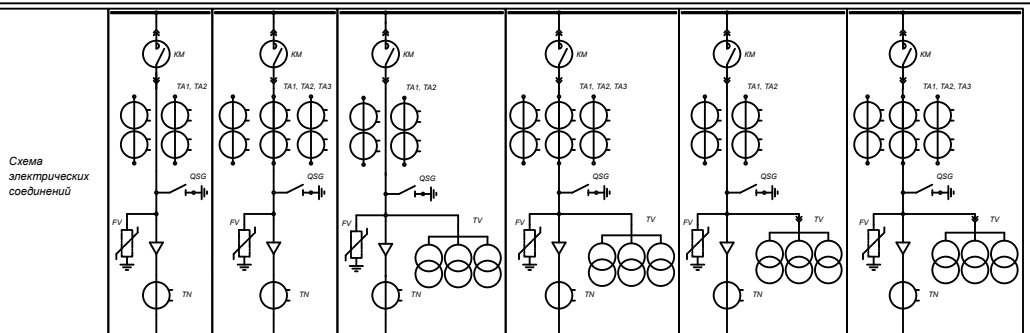 Схема
электрических
соединений
KM
TA1, TA2
QSG
FV
TN
KM
TA1, TA2, TA3
QSG
FV
TN
KM
TA1, TA2
QSG
FV
TV
TN
KM
TA1, TA2, TA3
QSG
TV
TN
KM
TA1, TA2
QSG
FV
TV
TN
KM
TA1, TA2, TA3
QSG
FV
TV
TN